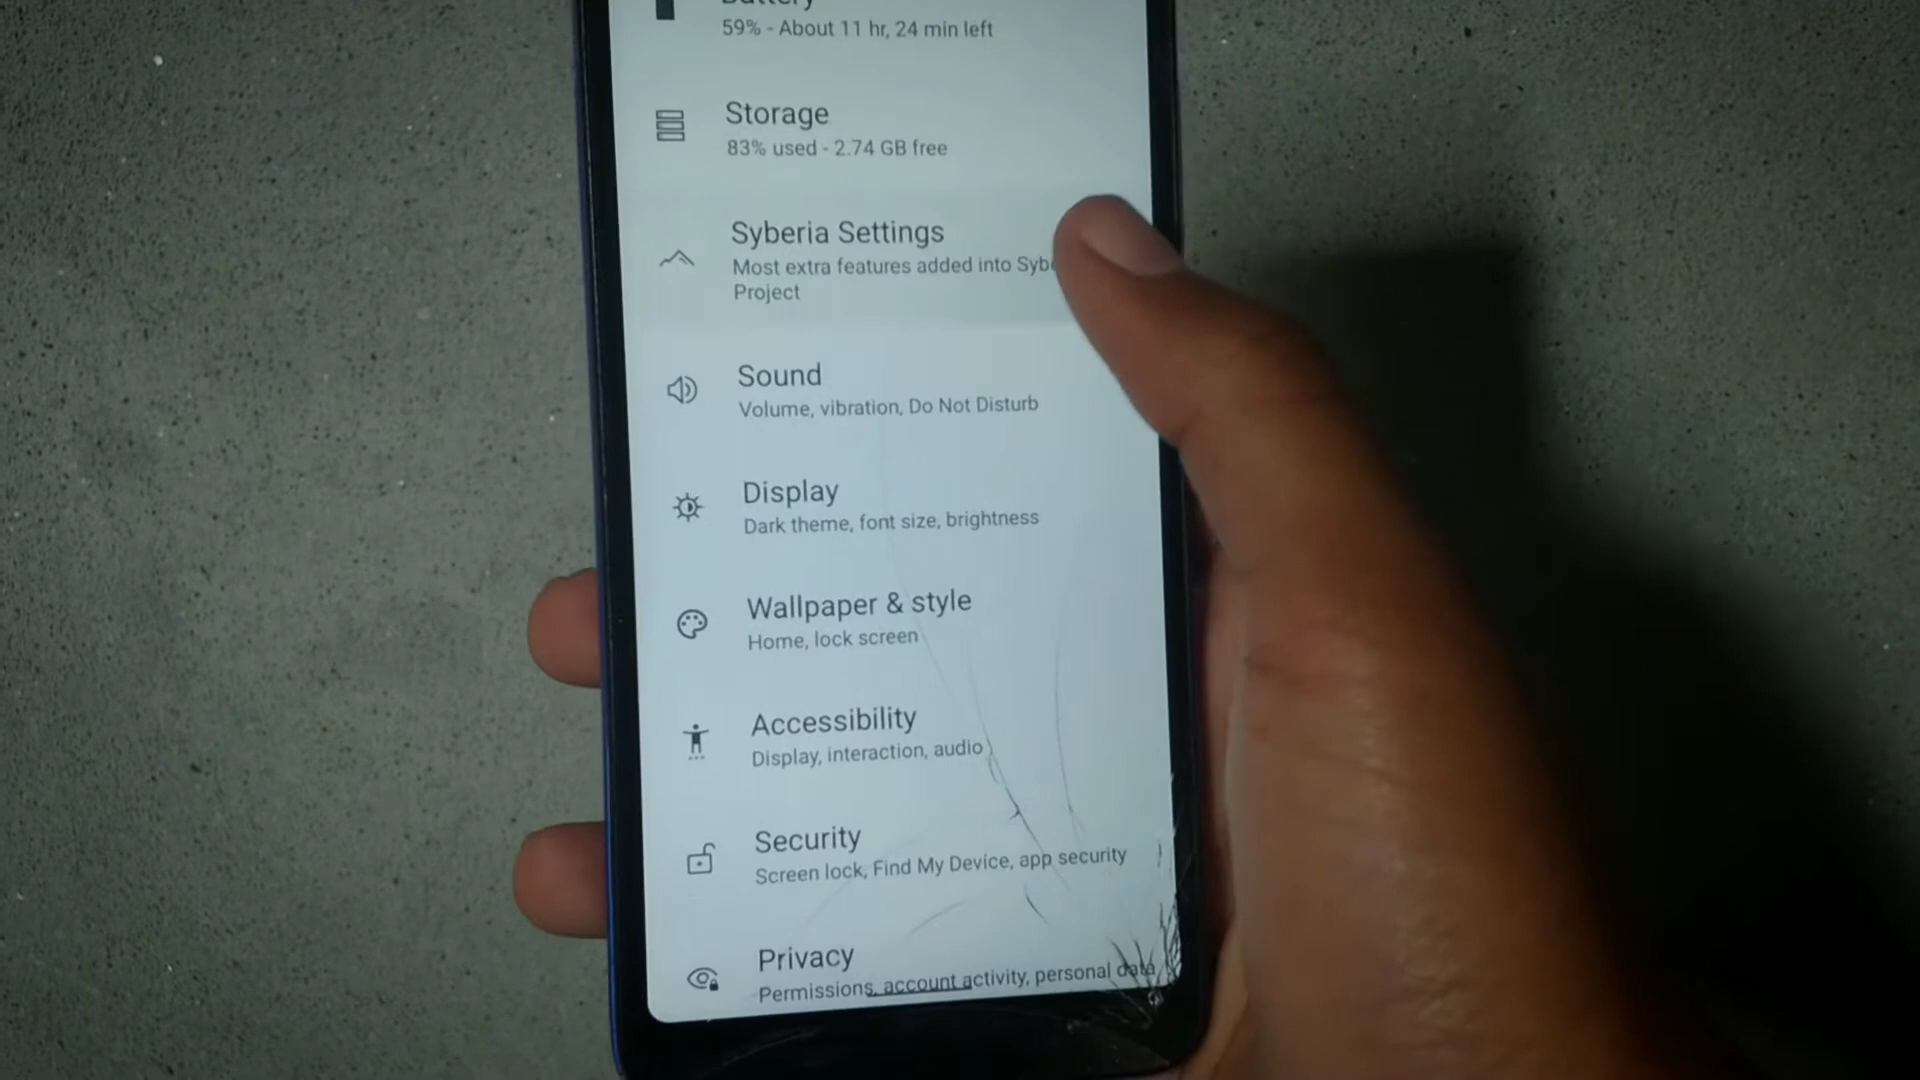 Battery
59% - About 11 hr, 24 min left
Storage
83% used - 2.74 GB free
Syberia Settings
Most extra features added into
Project
Sound
Volume, vibration, Do Not Disturb
Display
Dark theme, font size, brightness
Wallpaper & style
Home, lock screen
Accessibility
Display, interaction, audio
Security
Screen lock, Find My Device, app security
Privacy
Permissions, account activity, personal data